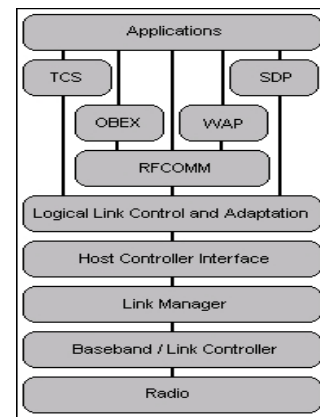 Applications
TCS
SDP
OBEX
WAP
RFCOMM
Logical Link Control and Adaptation
Host Controller Interface
Link Manager
Baseband / Link Controller
Radio